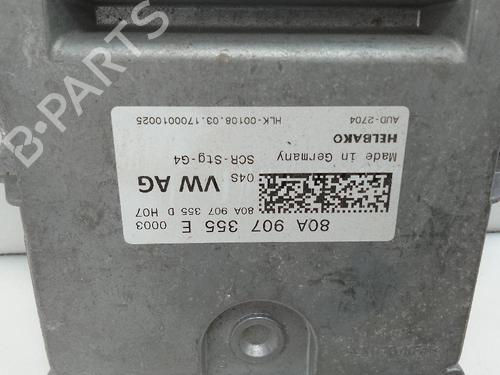 80A 907 355 E 0003
80A 907 355 D H07
VW AG 04S
SCR-Stg-G4
Made in Germany
HELBAKO
AUD-2704
HLK-00108.03.1700010025
B-PARTS